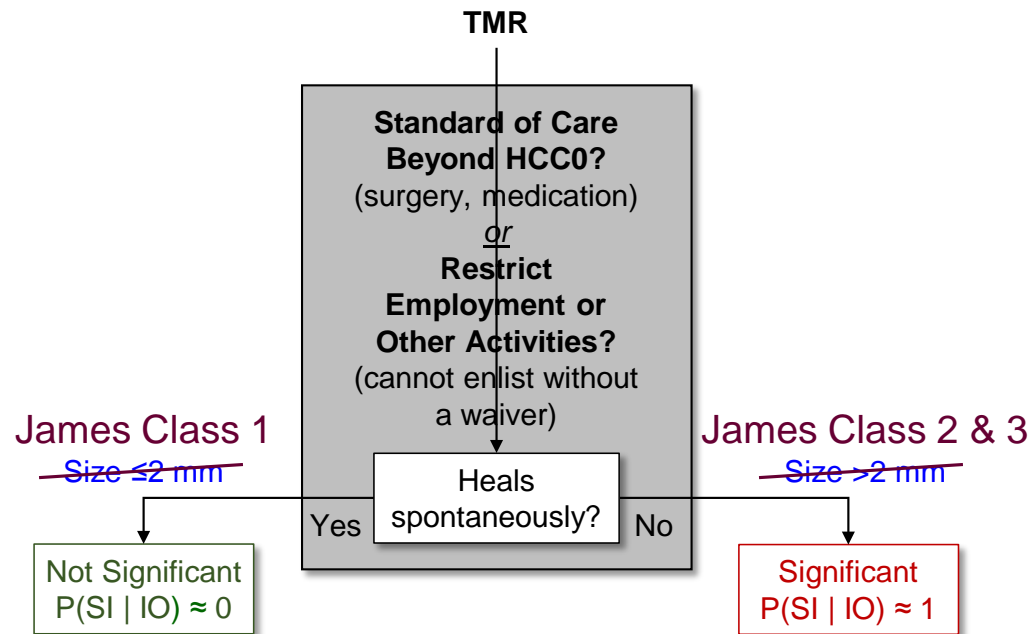 TMR
Standard of Care
Beyond HCC0?
(surgery, medication)
or
Restrict
Employment or
Other Activities?
(cannot enlist without
a waiver)
James Class 1
James Class 2 & 3
Size ≤2 mm
Size >2 mm
Heals
spontaneously?
Yes
No
Not Significant
P(SI | IO) ≈ 0
Significant
P(SI | IO) ≈ 1